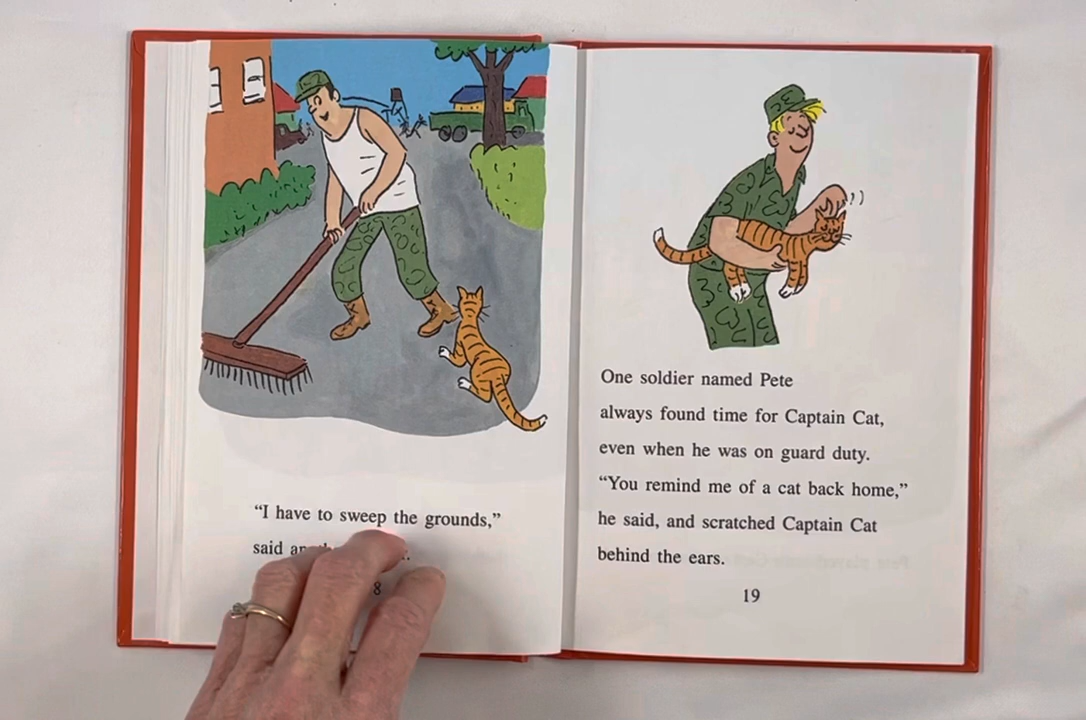 “I have to sweep the grounds,”
said
8
One soldier named Pete
always found time for Captain Cat,
even when he was on guard duty.
“You remind me of a cat back home,”
he said, and scratched Captain Cat
behind the ears.
19